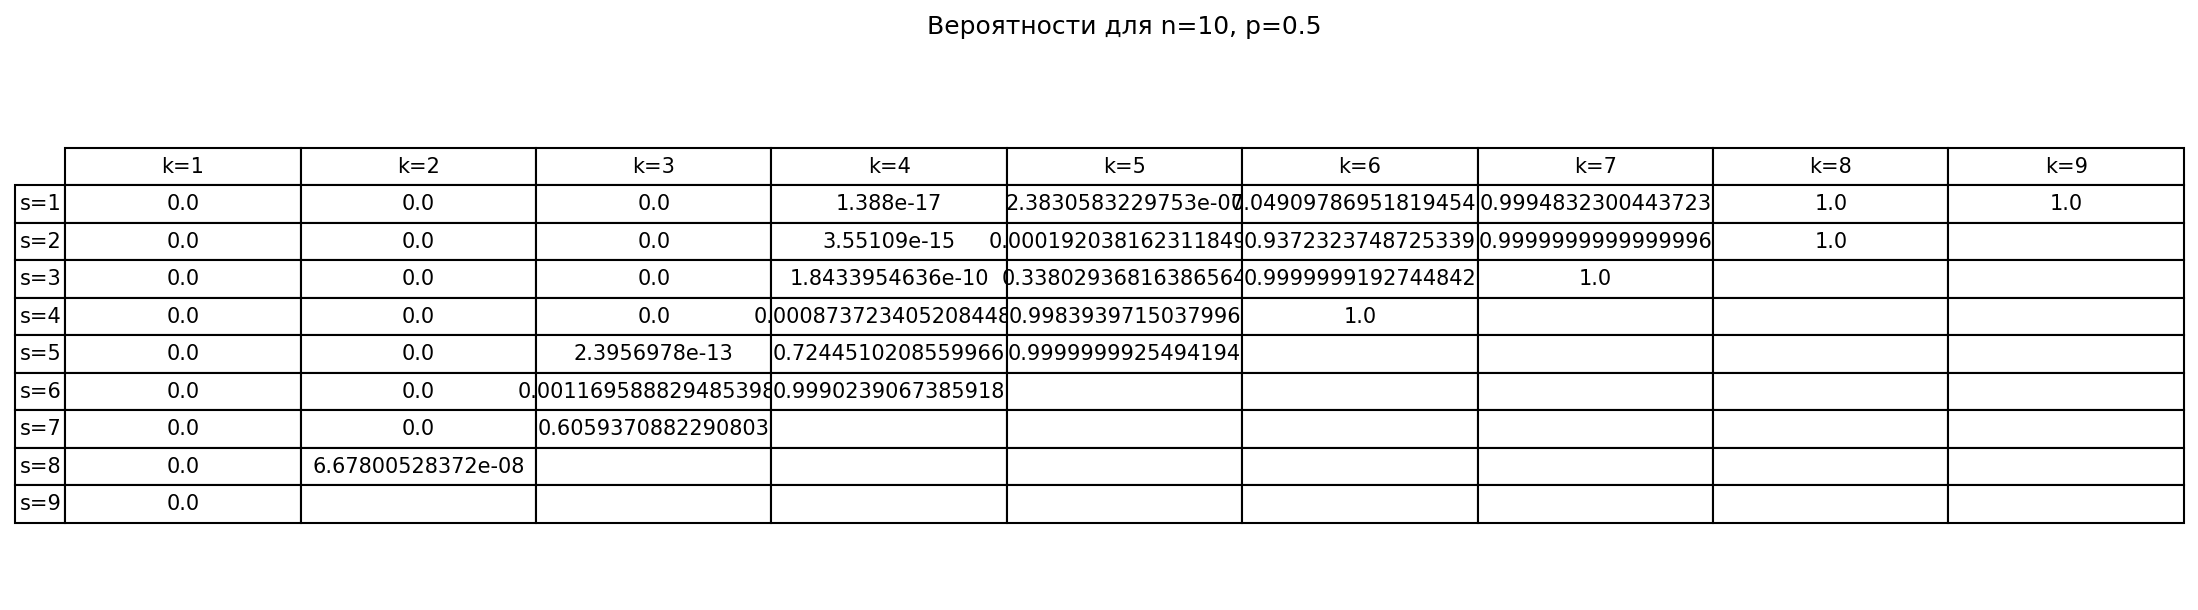 Вероятности для n=10, p=0.5
k=1 k=2 k=3 k=4 k=5 k=6 k=7 k=8 k=9
s=1 0.0 0.0 0.0 1.388e-17 2.3830583229753e-07 0.04909786951819454 0.9994832300443723 1.0 1.0
s=2 0.0 0.0 0.0 3.55109e-15 0.000192038162311849 0.9372323748725339 0.9999999999999996 1.0
s=3 0.0 0.0 0.0 1.8433954636e-10 0.33802936816386564 0.9999999192744842 1.0
s=4 0.0 0.0 0.0 0.000873723405208448 0.9983939715037996 1.0
s=5 0.0 0.0 2.3956978e-13 0.7244510208559966 0.9999999925494194
s=6 0.0 0.0 0.001169588829485398 0.9990239067385918
s=7 0.0 0.0 0.6059370882290803
s=8 0.0 6.67800528372e-08
s=9 0.0